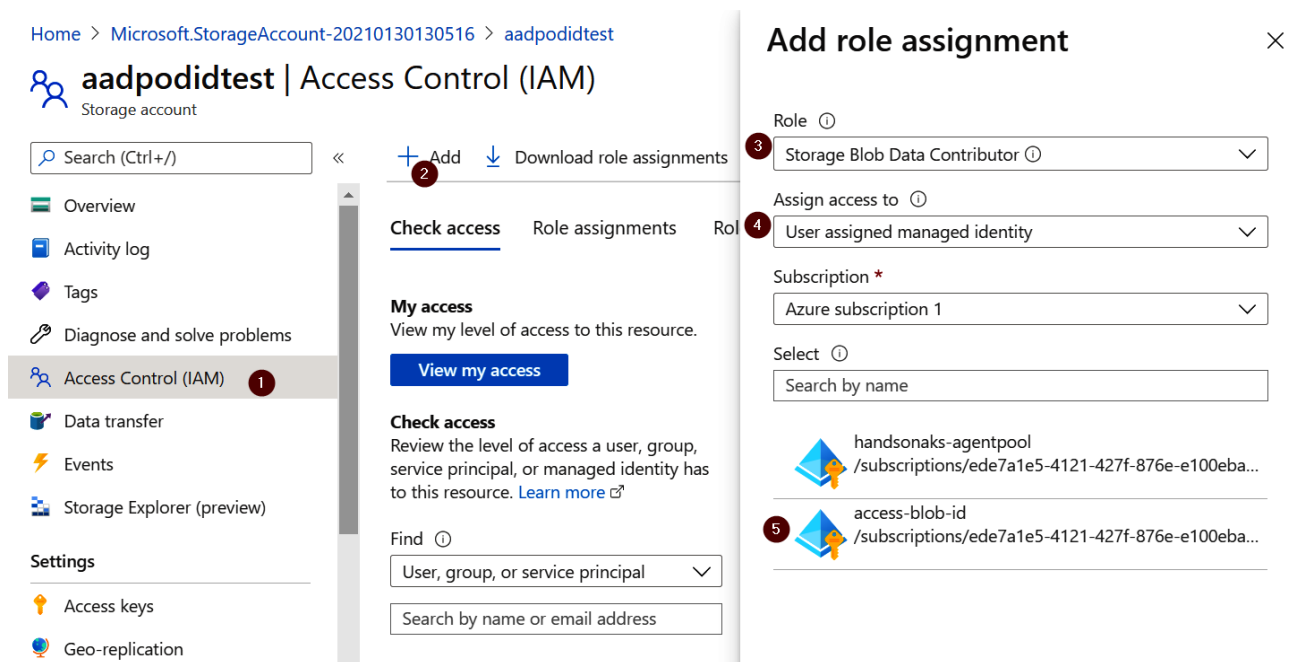 Home > Microsoft.StorageAccount-20210130130516 > aadpodidtest
aadpodidtest | Access Control (IAM)
Storage account
Search (Ctrl+/)
«
Overview
Activity log
Tags
Diagnose and solve problems
Access Control (IAM)
1
Data transfer
Events
Storage Explorer (preview)
Settings
Access keys
Geo-replication
Add
2
Download role assignments
Check access
Role assignments
Rol
My access
View my level of access to this resource.
View my access
Check access
Review the level of access a user, group,
service principal, or managed identity has
to this resource. Learn more
Find
User, group, or service principal
Search by name or email address
Add role assignment
Role
3
Storage Blob Data Contributor
Assign access to
4
User assigned managed identity
Subscription *
Azure subscription 1
Select
Search by name
handsonaks-agentpool
/subscriptions/ede7a1e5-4121-427f-876e-e100eba...
5
access-blob-id
/subscriptions/ede7a1e5-4121-427f-876e-e100eba...